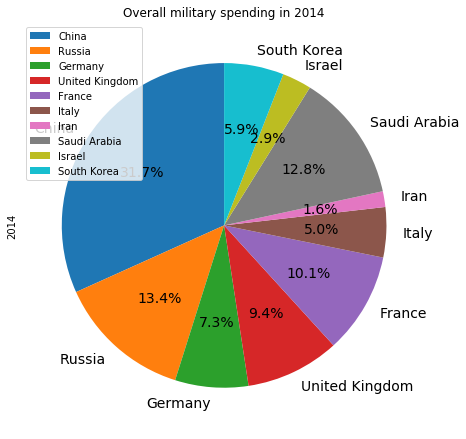 Overall military spending in 2014
China
Russia
Germany
United Kingdom
France
Italy
Iran
Saudi Arabia
Israel
South Korea
South Korea
Israel
Saudi Arabia
Iran
Italy
France
United Kingdom
Germany
Russia
China
5.9%
2.9%
12.8%
1.6%
5.0%
10.1%
9.4%
7.3%
13.4%
31.7%
2014